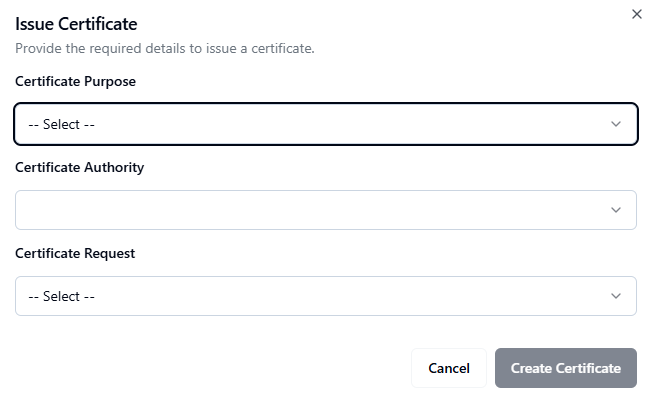 Issue Certificate
Provide the required details to issue a certificate.
Certificate Purpose
-- Select --
Certificate Authority
Certificate Request
-- Select --
Cancel
Create Certificate